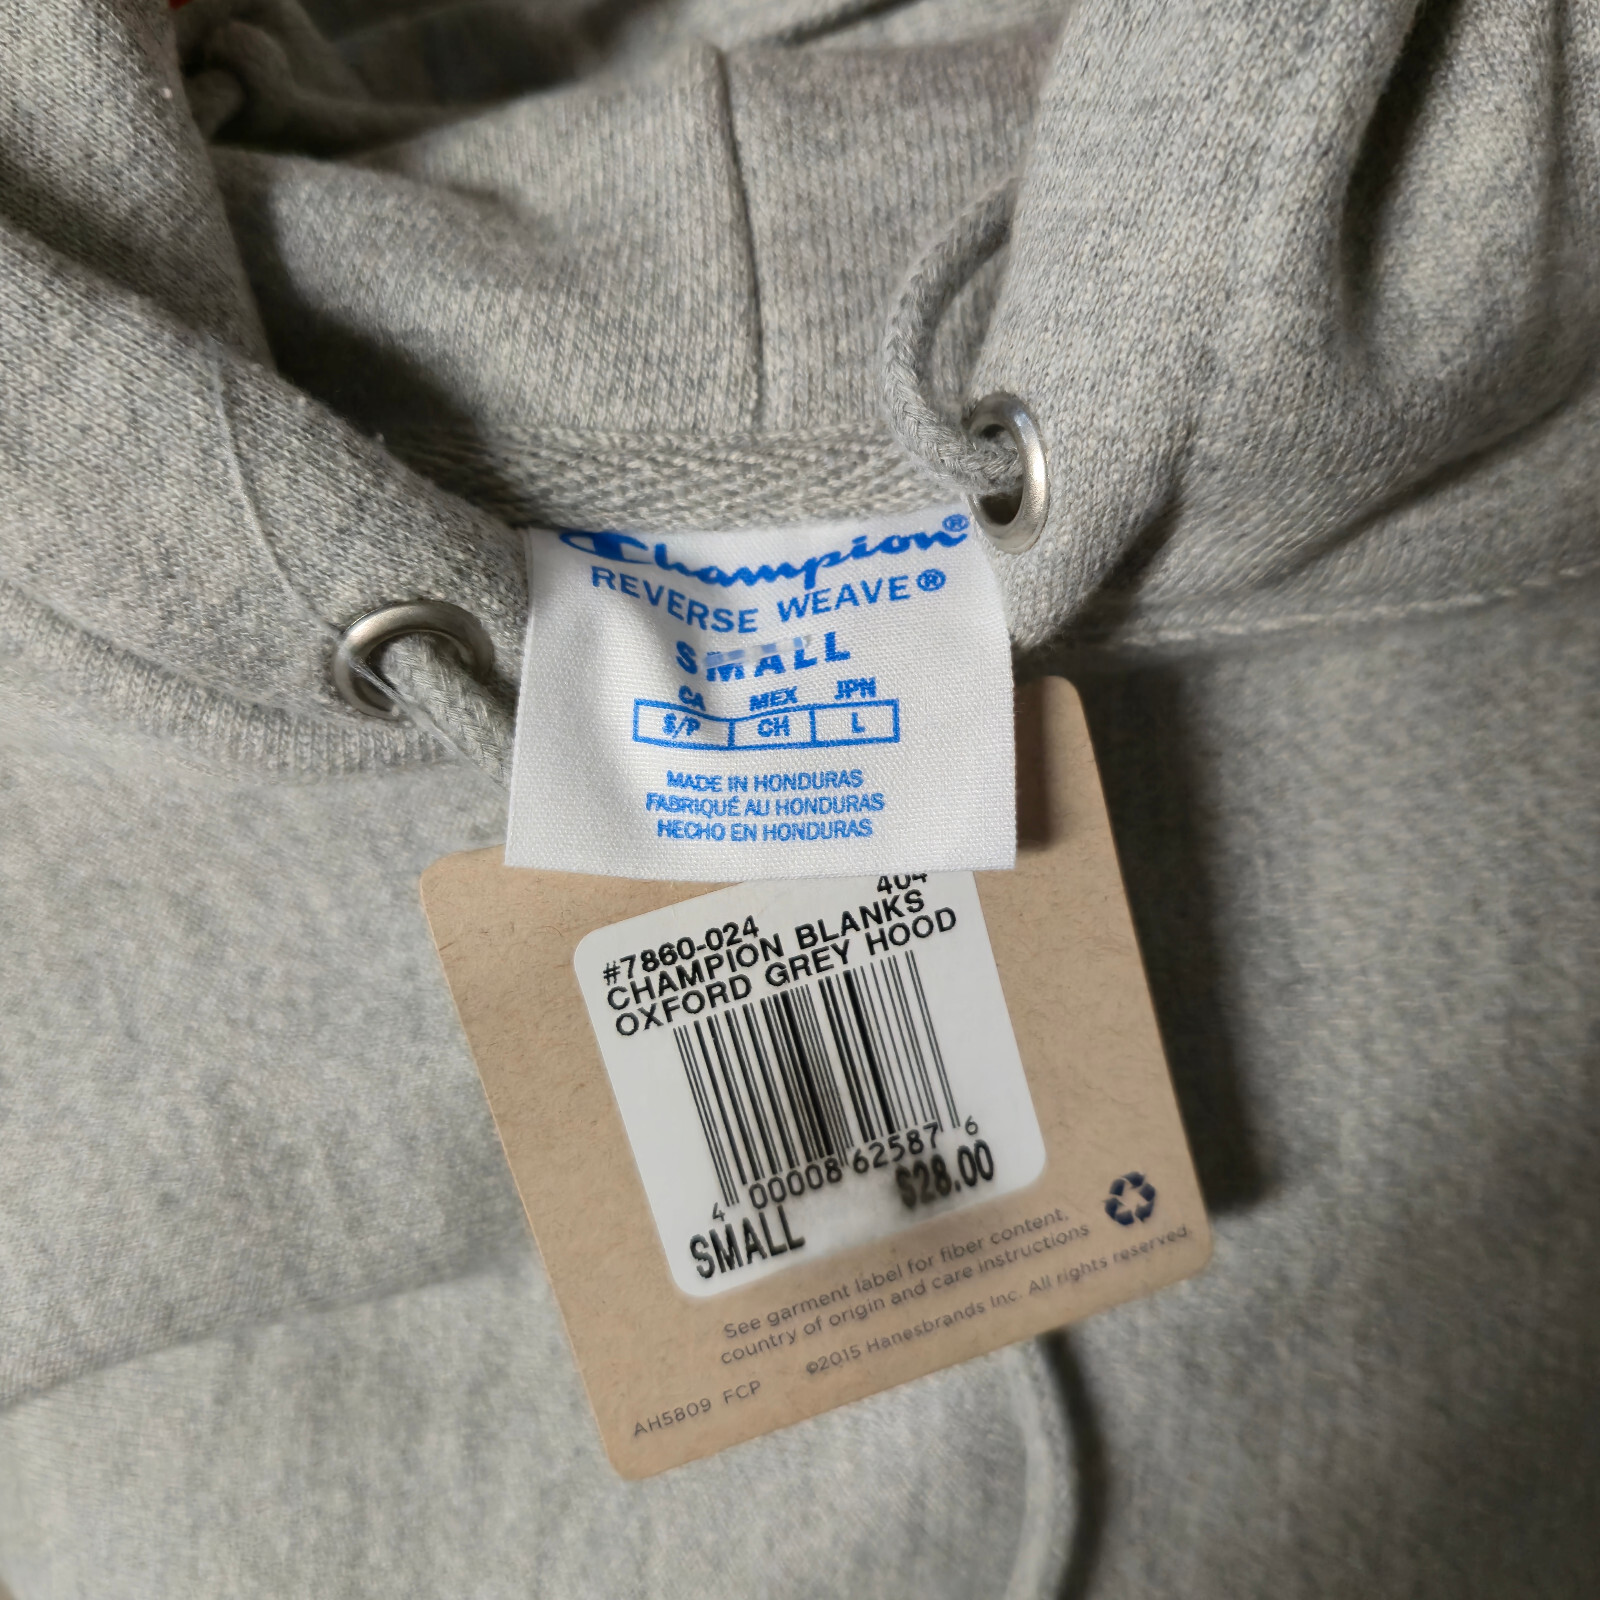 Champion®
REVERSE WEAVE®
SMALL
CA MEX JPN
S/P CH L
MADE IN HONDURAS
FABRIQUÉ AU HONDURAS
HECHO EN HONDURAS
404
#7860-024
CHAMPION BLANKS
OXFORD GREY HOOD
4 00008 62587 6
SMALL $28.00
See garment label for fiber content,
country of origin and care instructions
©2015 Hanesbrands Inc. All rights reserved.
AH5809 FCP